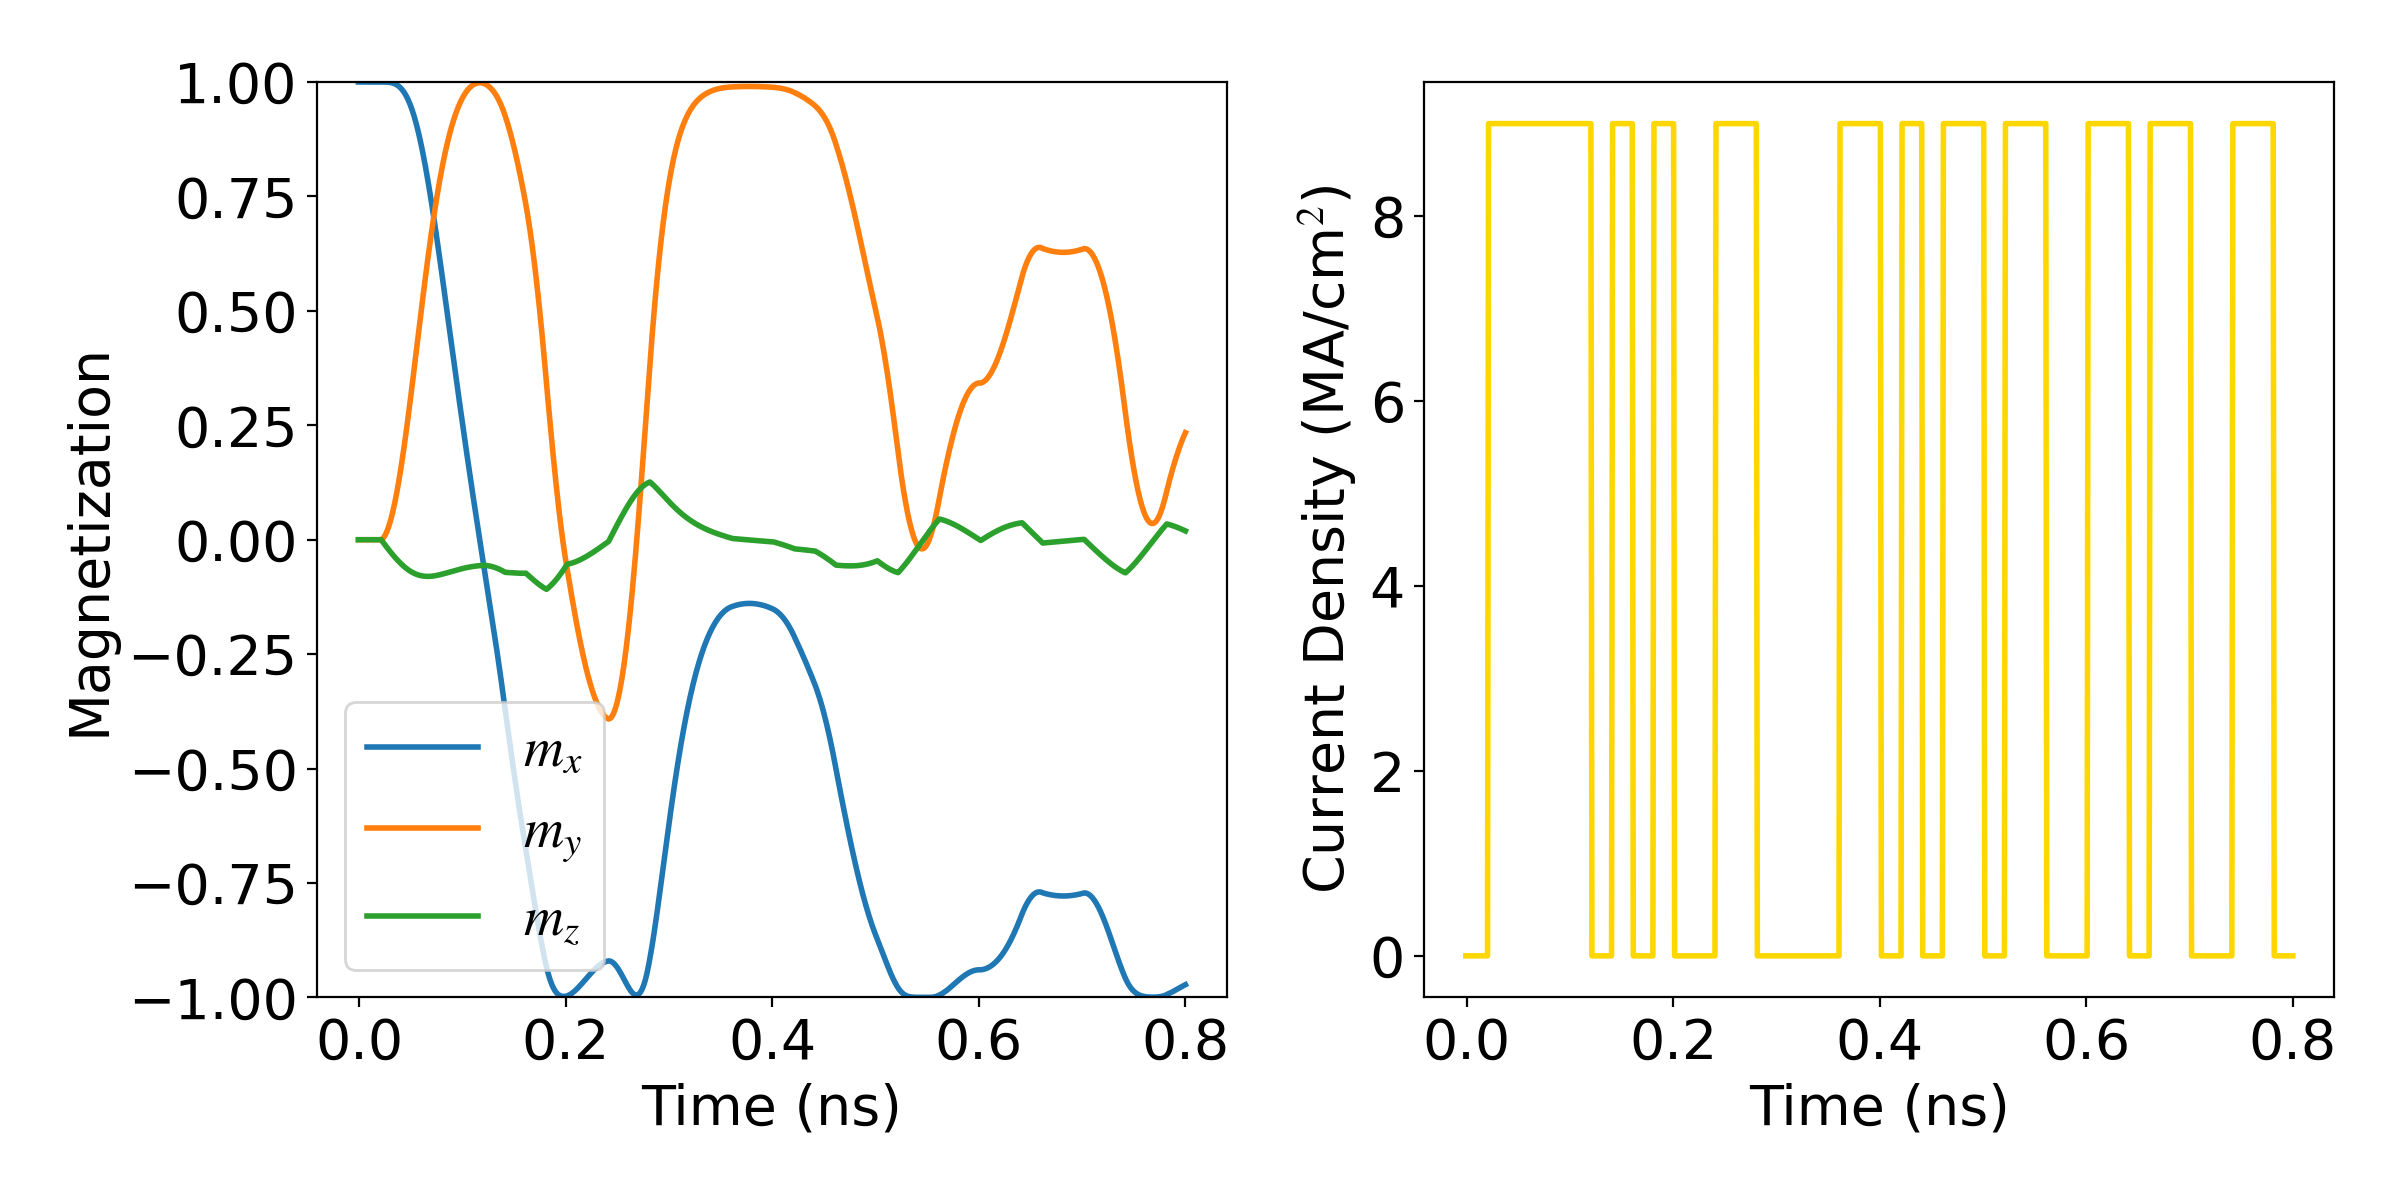 Magnetization
1.00
0.75
0.50
0.25
0.00
−0.25
−0.50
−0.75
−1.00
m_x
m_y
m_z
0.0 0.2 0.4 0.6 0.8
Time (ns)
Current Density (MA/cm²)
8
6
4
2
0
0.0 0.2 0.4 0.6 0.8
Time (ns)